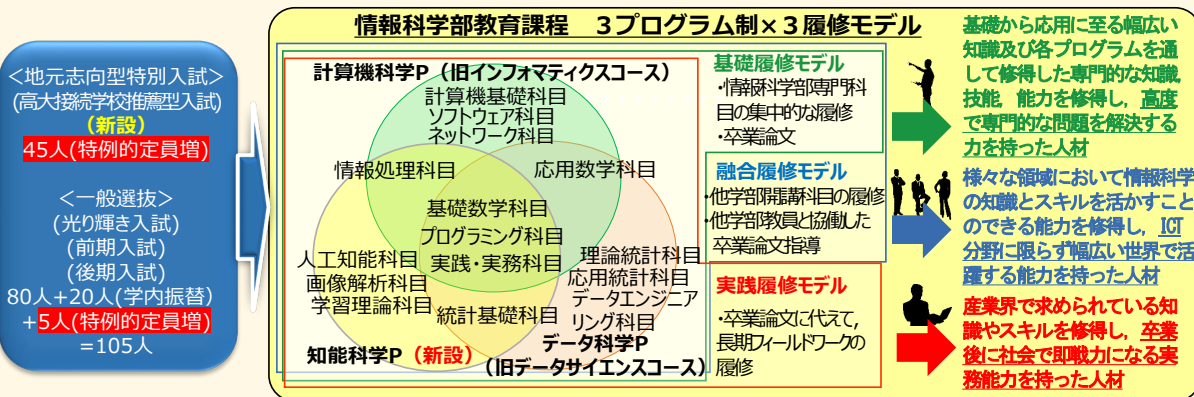 情報科学部教育課程　３プログラム制×３履修モデル
＜地元志向型特別入試＞
(高大接続学校推薦型入試)
（新設）
45人(特例的定員増)
＜一般選抜＞
(光り輝き入試)
(前期入試)
(後期入試)
80人+20人(学内振替)
+5人(特例的定員増)
=105人
計算機科学P（旧インフォマティクスコース）
計算機基礎科目
ソフトウェア科目
ネットワーク科目
情報処理科目
応用数学科目
基礎数学科目
プログラミング科目
実践・実務科目
人工知能科目
画像解析科目
学習理論科目
統計基礎科目
理論統計科目
応用統計科目
データエンジニア
リング科目
知能科学P（新設）
データ科学P
（旧データサイエンスコース）
基礎履修モデル
・情報科学部専門科
目の集中的な履修
・卒業論文
融合履修モデル
・他学部開講科目の履修
・他学部教員と協働した
卒業論文指導
実践履修モデル
・卒業論文に代えて，
長期フィールドワークの
履修
基礎から応用に至る幅広い
知識及び各プログラムを通
して修得した専門的な知識，
技能，能力を修得し，高度
で専門的な問題を解決する
力を持った人材
様々な領域において情報科学
の知識とスキルを活かすこと
のできる能力を修得し，ICT
分野に限らず幅広い世界で活
躍する能力を持った人材
産業界で求められている知
識やスキルを修得し，卒業
後に社会で即戦力になる実
務能力を持った人材